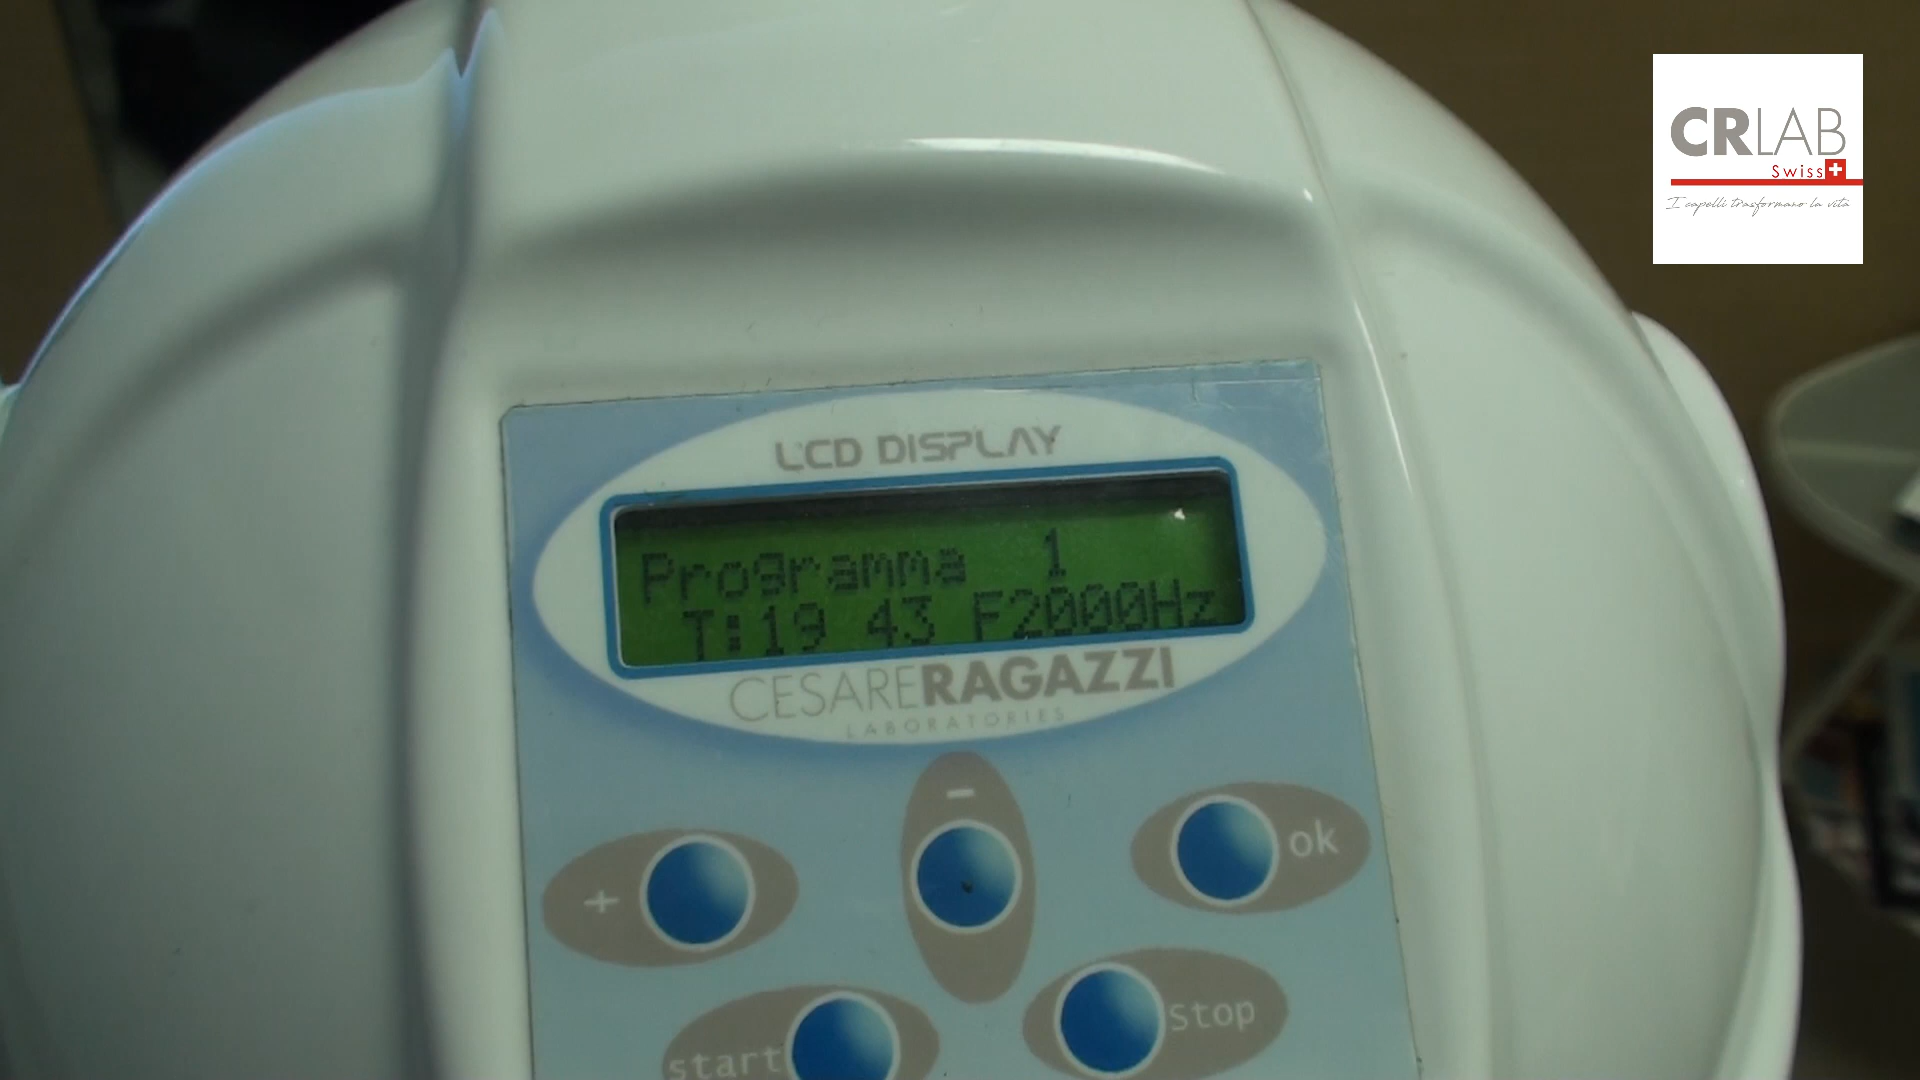 CRLAB
Swiss
I capelli trasformano la vita
LCD DISPLAY
Programma 1
T:19 43 F2000Hz
CESARERAGAZZI
LABORATORIES
-
+
ok
start
stop